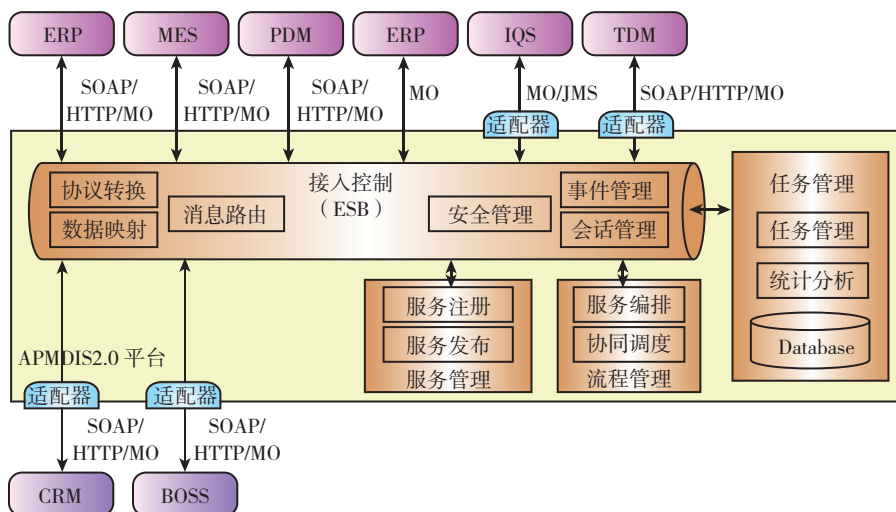 ERP
MES
PDM
ERP
IQS
TDM
SOAP/
HTTP/MO
SOAP/
HTTP/MO
SOAP/
HTTP/MO
MO
MO/JMS
SOAP/HTTP/MO
适配器
适配器
协议转换
数据映射
消息路由
接入控制
（ESB）
安全管理
事件管理
会话管理
任务管理
任务管理
统计分析
Database
服务注册
服务发布
服务管理
服务编排
协同调度
流程管理
APMDIS2.0 平台
适配器
适配器
SOAP/
HTTP/MO
SOAP/
HTTP/MO
CRM
BOSS